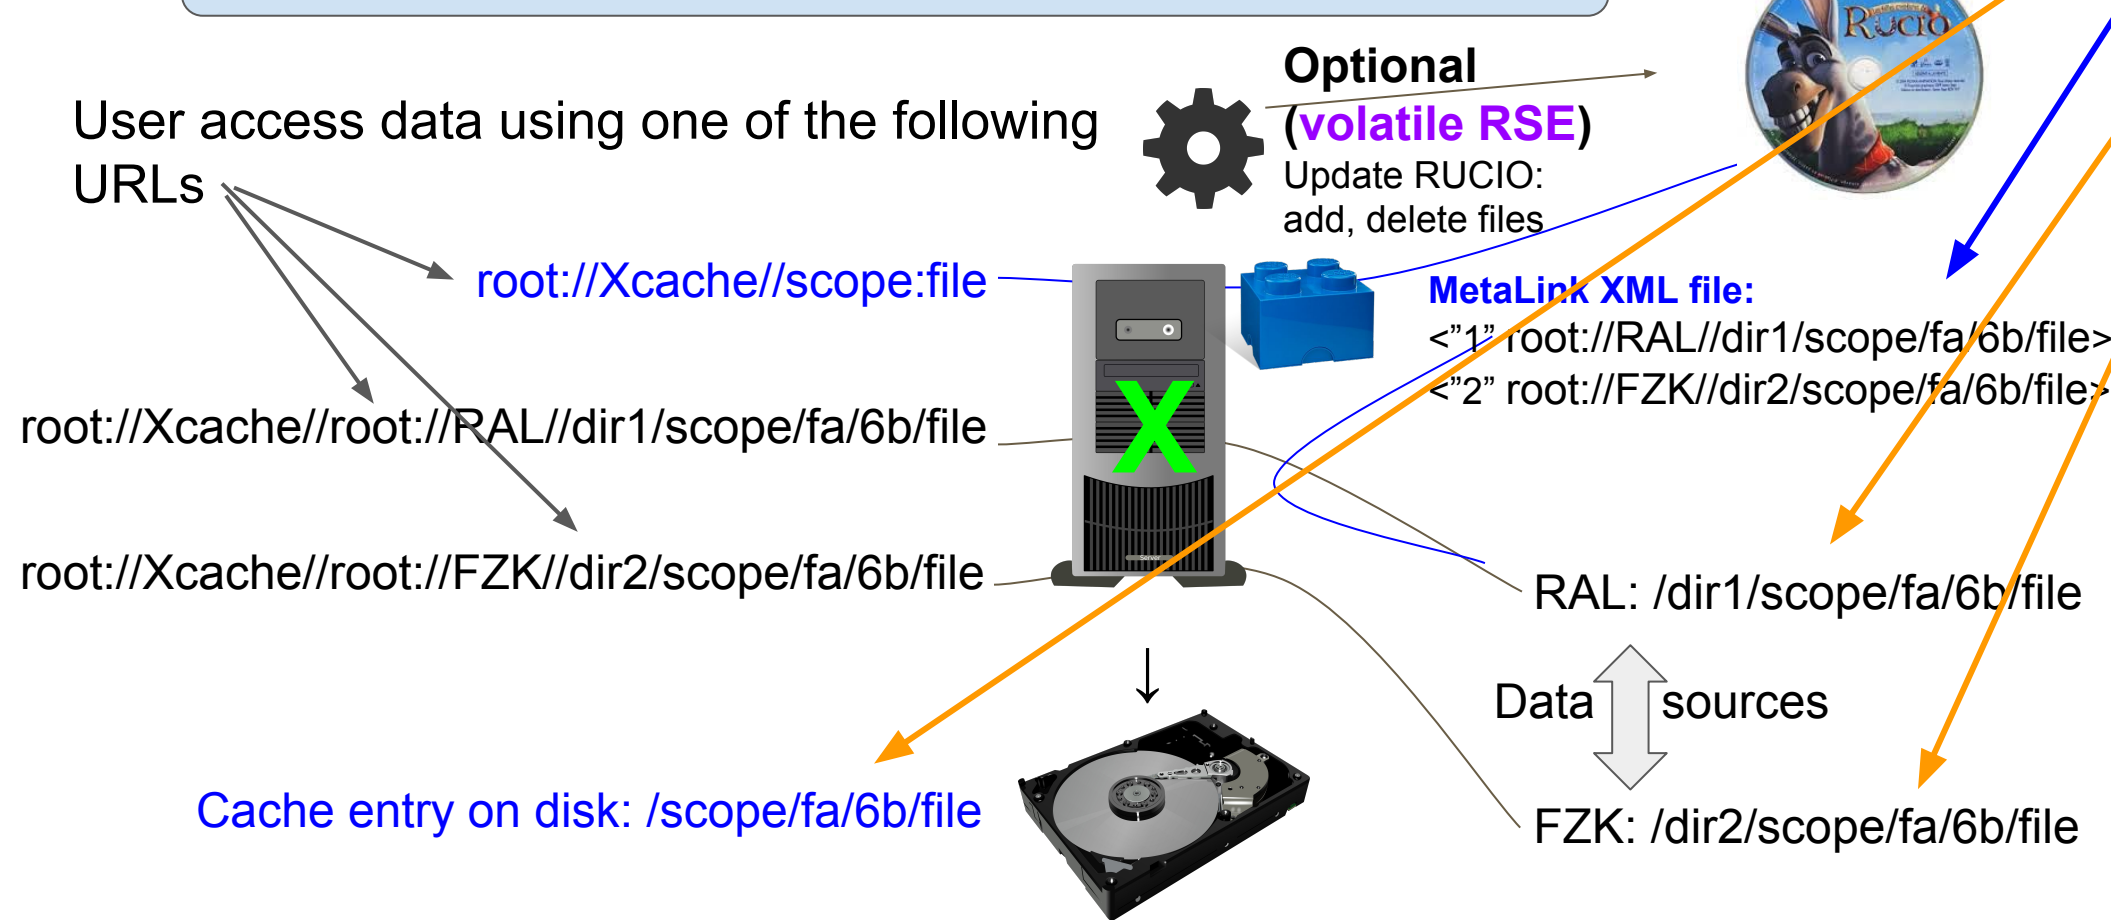 Rucio
Optional
(volatile RSE)
Update RUCIO:
add, delete files
User access data using one of the following
URLs
root://Xcache//scope:file
MetaLink XML file:
<”1” root://RAL//dir1/scope/fa/6b/file>
<”2” root://FZK//dir2/scope/fa/6b/file>
X
root://Xcache//root://RAL//dir1/scope/fa/6b/file
Server
root://Xcache//root://FZK//dir2/scope/fa/6b/file
RAL: /dir1/scope/fa/6b/file
↓
Data sources
Cache entry on disk: /scope/fa/6b/file
FZK: /dir2/scope/fa/6b/file